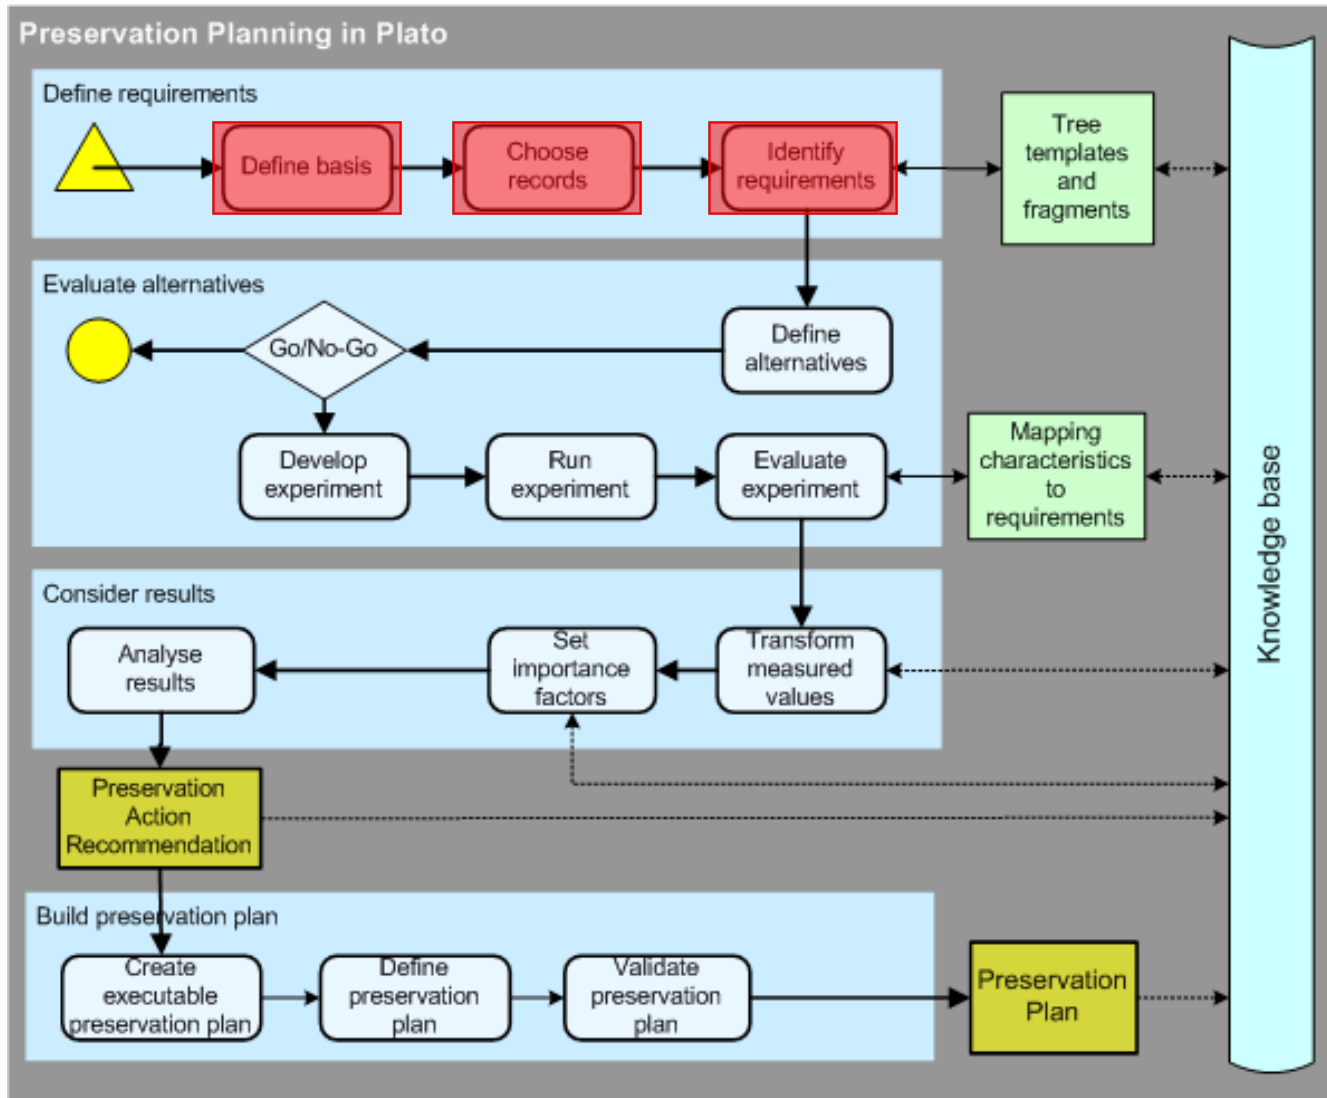 Preservation Planning in Plato
Define requirements
Define basis
Choose
records
Identify
requirements
Tree
templates
and
fragments
Evaluate alternatives
Go/No-Go
Define
alternatives
Develop
experiment
Run
experiment
Evaluate
experiment
Mapping
characteristics
to
requirements
Knowledge base
Consider results
Analyse
results
Set
importance
factors
Transform
measured
values
Preservation
Action
Recommendation
Build preservation plan
Create
executable
preservation plan
Define
preservation
plan
Validate
preservation
plan
Preservation
Plan